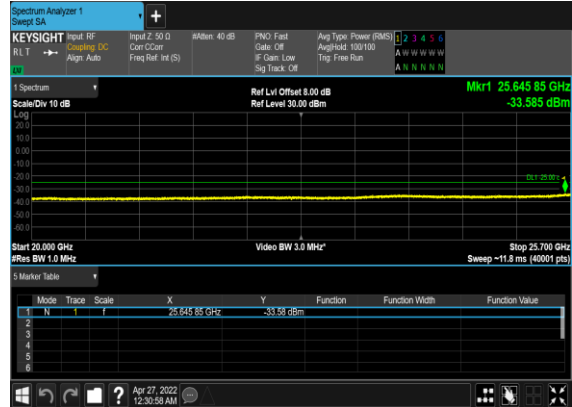 Spectrum Analyzer 1
Swept SA
+
KEYSIGHT Input: RF Input Z: 50 Ω #Atten: 40 dB PNO: Fast Avg Type: Power (RMS) 1 2 3 4 5 6
R L T Coupling: DC Corr CCorr Gate: Off Avg|Hold: 100/100 A W W W W W
Align: Auto Freq Ref: Int (S) IF Gain: Low Trig: Free Run
Sig Track: Off A N N N N N
LW
1 Spectrum Ref Lvl Offset 8.00 dB Mkr1 25.645 85 GHz
Scale/Div 10 dB Ref Level 30.00 dBm -33.585 dBm
Log
20.0
10.0
0.00
-10.0
-20.0
DL1 -25.00
-30.0
-40.0
-50.0
-60.0
Start 20.000 GHz Video BW 3.0 MHz* Stop 25.700 GHz
#Res BW 1.0 MHz Sweep ~11.8 ms (40001 pts)
5 Marker Table
Mode Trace Scale X Y Function Function Width Function Value
1 N 1 f 25.645 85 GHz -33.58 dBm
2
3
4
5
6
? Apr 27, 2022
12:30:58 AM